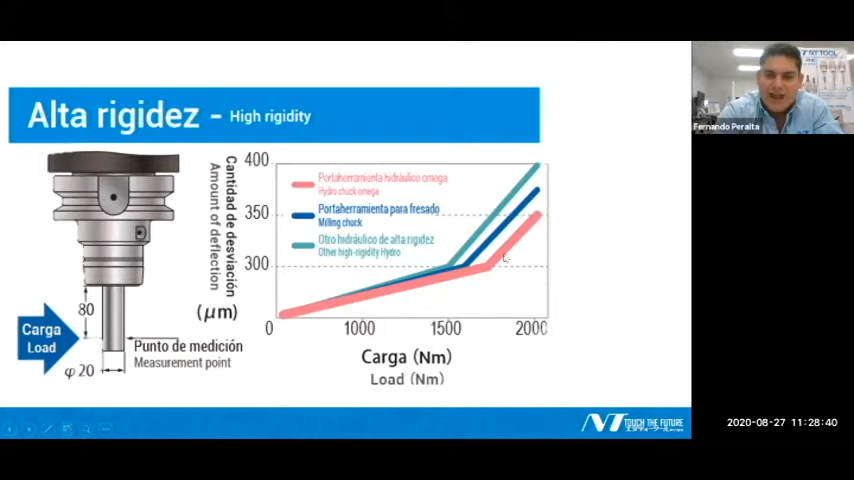 Alta rigidez - High rigidity
Cantidad de desviación
Amount of deflection
(μm)
400
350
300
0
1000
1500
2000
Portaherramienta hidráulico omega
Hydro chuck omega
Portaherramienta para fresado
Milling chuck
Otro hidráulico de alta rigidez
Other high-rigidity Hydro
Carga (Nm)
Load (Nm)
80
Carga
Load
Punto de medición
Measurement point
φ20
NT TOUCH THE FUTURE
NT TOOL
Fernando Peralta
2020-08-27 11:28:40